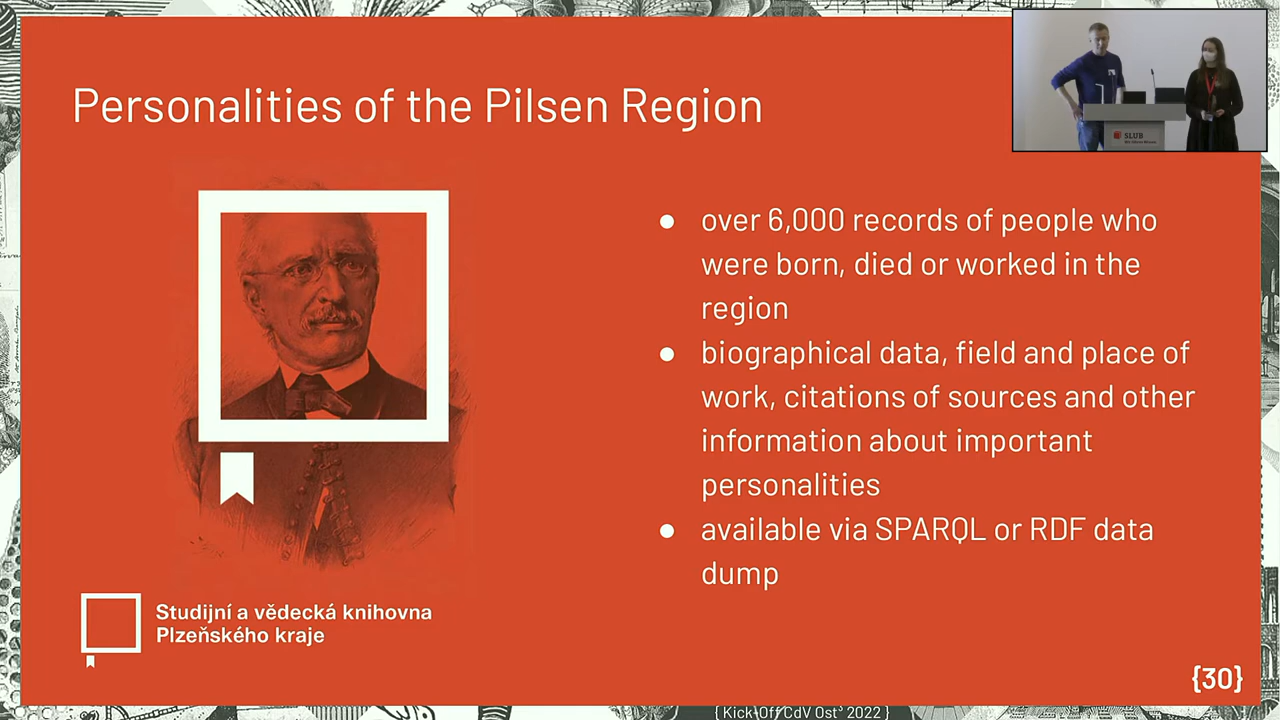 Personalities of the Pilsen Region
SLUB
over 6,000 records of people who
were born, died or worked in the
region
biographical data, field and place of
work, citations of sources and other
information about important
personalities
available via SPARQL or RDF data
dump
Studijní a vědecká knihovna
Plzeňského kraje
{30}
{ Kick-Off CdV Ost³ 2022 }